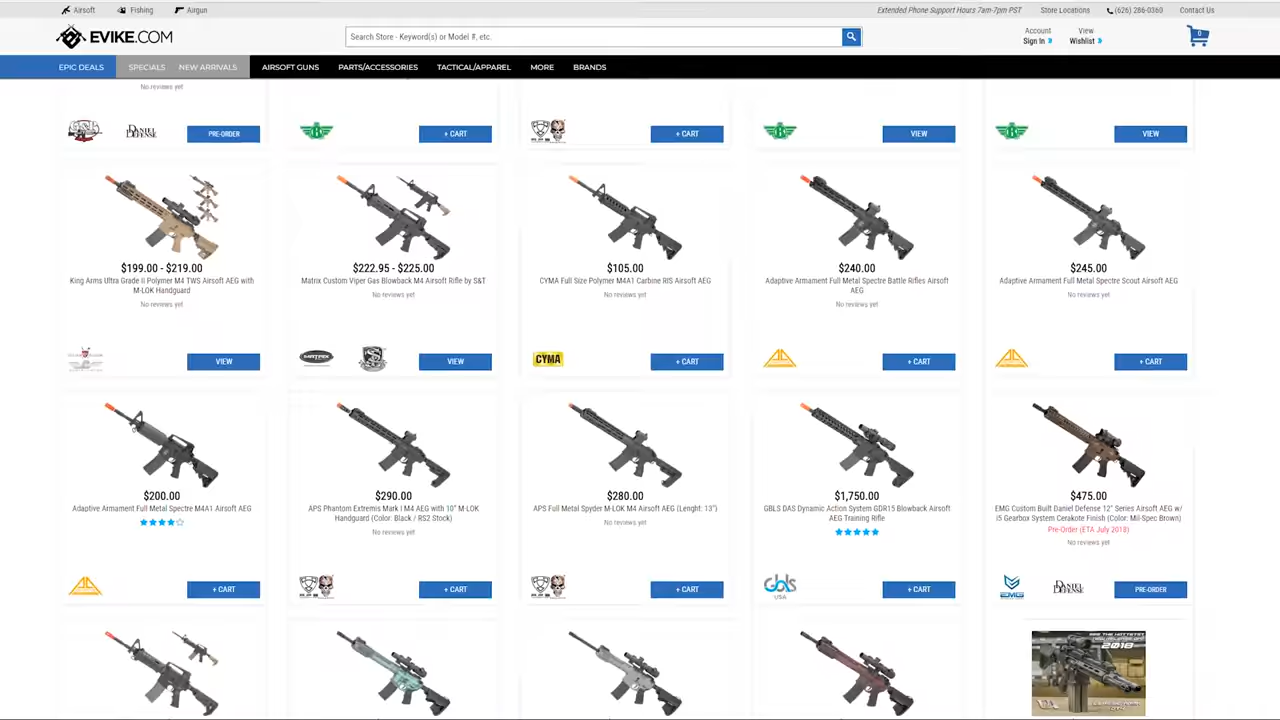 Airsoft Fishing Airgun Extended Phone Support Hours 7am-7pm PST Store Locations (626) 286-0360 Contact Us
EVIKE.COM
Search Store - Keyword(s) or Model #, etc..
Account
Sign In
View
Wishlist
0
EPIC DEALS SPECIALS NEW ARRIVALS AIRSOFT GUNS PARTS/ACCESSORIES TACTICAL/APPAREL MORE BRANDS
No reviews yet
DANIEL DEFENSE
PRE-ORDER
+ CART
+ CART
VIEW
VIEW
$199.00 - $219.00
King Arms Ultra Grade II Polymer M4 TWS Airsoft AEG with
M-LOK Handguard
No reviews yet
VIEW
$222.95 - $225.00
Matrix Custom Viper Gas Blowback M4 Airsoft Rifle by S&T
No reviews yet
MATRIX
VIEW
$105.00
CYMA Full Size Polymer M4A1 Carbine RIS Airsoft AEG
No reviews yet
CYMA
+ CART
$240.00
Adaptive Armament Full Metal Spectre Battle Rifles Airsoft
AEG
No reviews yet
+ CART
$245.00
Adaptive Armament Full Metal Spectre Scout Airsoft AEG
No reviews yet
+ CART
$200.00
Adaptive Armament Full Metal Spectre M4A1 Airsoft AEG
+ CART
$290.00
APS Phantom Extremis Mark I M4 AEG with 10" M-LOK
Handguard (Color: Black / RS2 Stock)
No reviews yet
+ CART
$280.00
APS Full Metal Spyder M-LOK M4 Airsoft AEG (Lenght: 13")
No reviews yet
+ CART
$1,750.00
GBLS DAS Dynamic Action System GDR15 Blowback Airsoft
AEG Training Rifle
Gbls
USA
+ CART
$475.00
EMG Custom Built Daniel Defense 12" Series Airsoft AEG w/
i5 Gearbox System Cerakote Finish (Color: Mil-Spec Brown)
Pre-Order (ETA July 2018)
No reviews yet
EMG
DANIEL DEFENSE
PRE-ORDER
2018